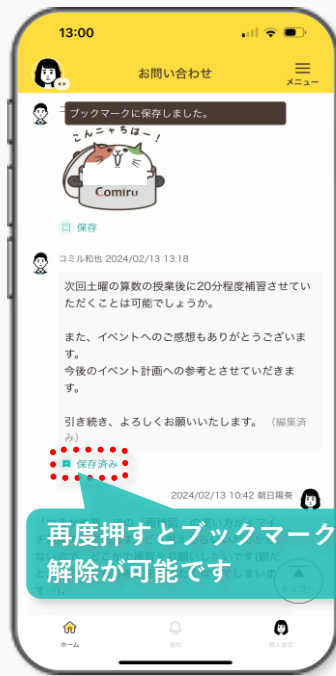 13:00
お問い合わせ
メニュー
ブックマークに保存しました。
こんにちはー！
Comiru
保存
コミル和也 2024/02/13 13:18
次回土曜の算数の授業後に20分程度補習させてい
ただくことは可能でしょうか。
また、イベントへのご感想もありがとうございま
す。
今後のイベント計画への参考とさせていだきま
す。
引き続き、よろしくお願いいたします。（編集済
み）
保存済み
2024/02/13 10:42 朝日陽葵
再度押すとブックマーク
解除が可能です
トップへ
ホーム
通知
個人設定